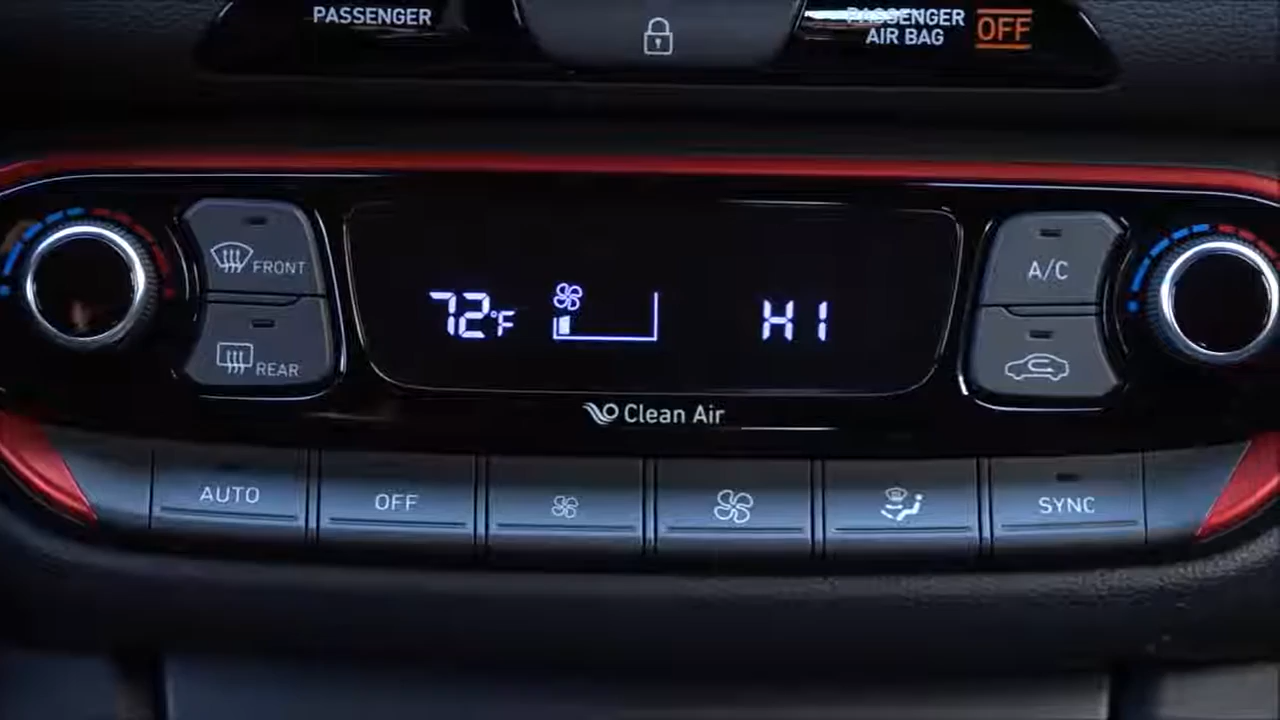 PASSENGER
PASSENGER
AIR BAG OFF
FRONT
A/C
72°F
HI
REAR
Clean Air
AUTO
OFF
SYNC